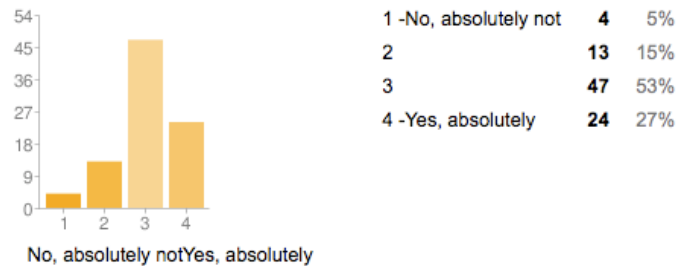 54
45
36
27
18
9
0
1 2 3 4
No, absolutely notYes, absolutely
1 -No, absolutely not 4 5%
2 13 15%
3 47 53%
4 -Yes, absolutely 24 27%